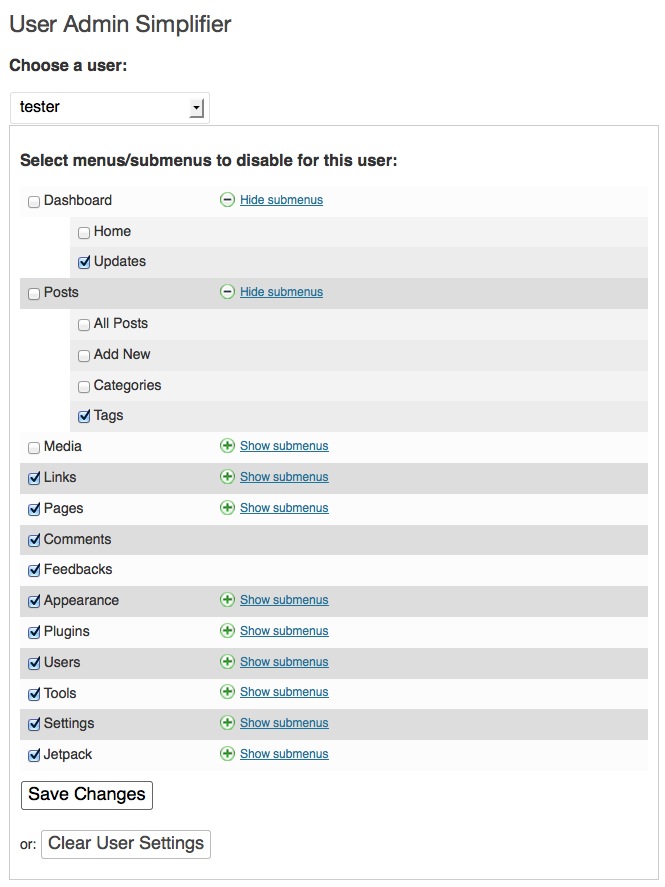 User Admin Simplifier
Choose a user:
tester
Select menus/submenus to disable for this user:
Dashboard Hide submenus
Home
Updates
Posts Hide submenus
All Posts
Add New
Categories
Tags
Media Show submenus
Links Show submenus
Pages Show submenus
Comments
Feedbacks
Appearance Show submenus
Plugins Show submenus
Users Show submenus
Tools Show submenus
Settings Show submenus
Jetpack Show submenus
Save Changes
or: Clear User Settings